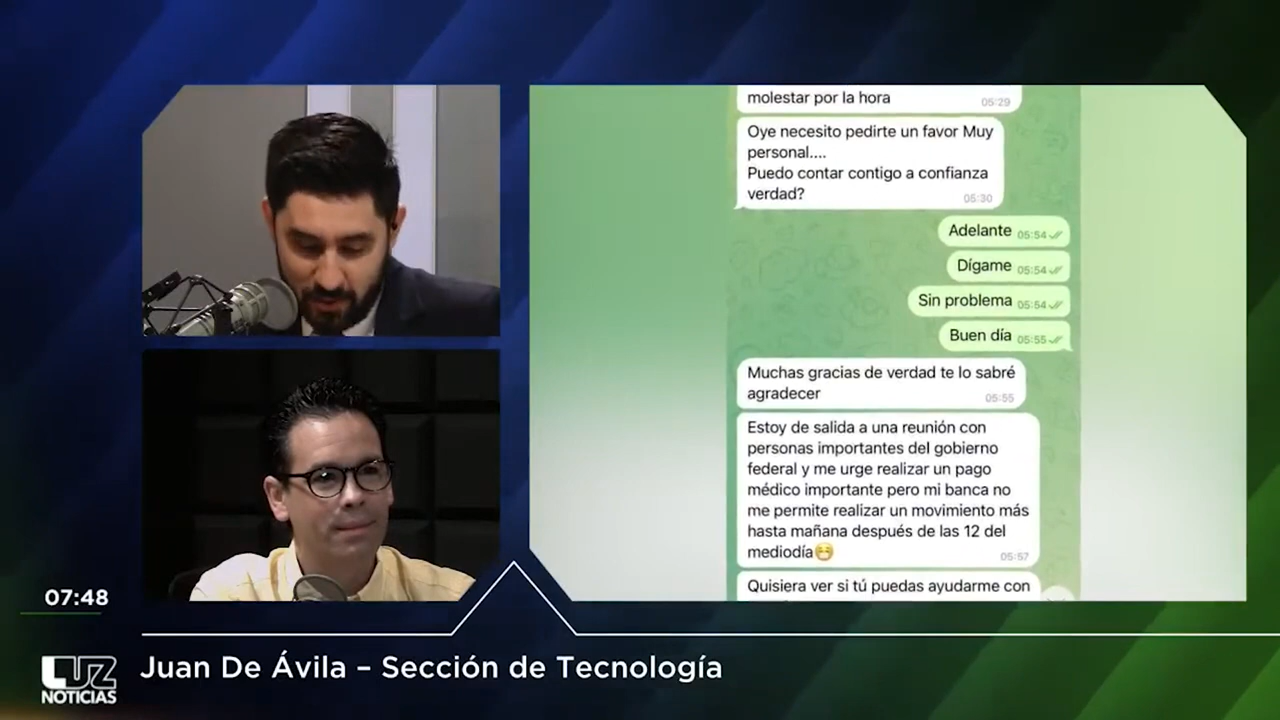 molestar por la hora
05:29
Oye necesito pedirte un favor Muy
personal....
Puedo contar contigo a confianza
verdad?
05:30
Adelante 05:54
Dígame 05:54
Sin problema 05:54
Buen día 05:55
Muchas gracias de verdad te lo sabré
agradecer
05:55
Estoy de salida a una reunión con
personas importantes del gobierno
federal y me urge realizar un pago
médico importante pero mi banca no
me permite realizar un movimiento más
hasta mañana después de las 12 del
mediodía😷
05:57
Quisiera ver si tú puedas ayudarme con
07:48
LUZ
NOTICIAS
Juan De Ávila – Sección de Tecnología